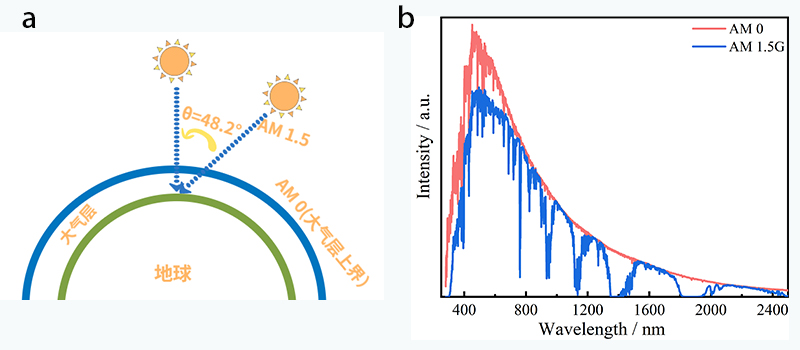 a
θ=48.2°
AM 1.5
AM 0(大气层上界)
大气层
地球
b
AM 0
AM 1.5G
Intensity / a.u.
400 800 1200 1600 2000 2400
Wavelength / nm